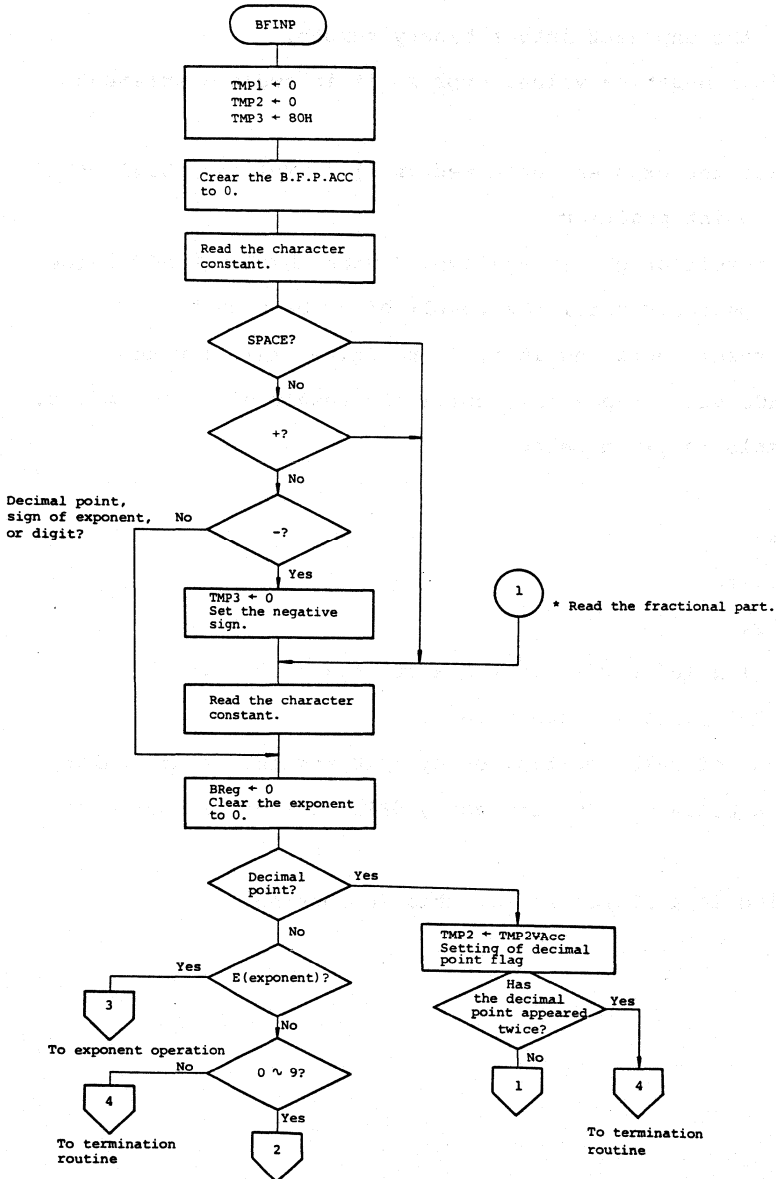 BFINP
TMP1 ← 0
TMP2 ← 0
TMP3 ← 80H
Crear the B.F.P.ACC
to 0.
Read the character
constant.
SPACE?
No
+?
No
Decimal point,
sign of exponent,
or digit?
No
-?
Yes
TMP3 ← 0
Set the negative
sign.
1
* Read the fractional part.
Read the character
constant.
BReg ← 0
Clear the exponent
to 0.
Decimal
point?
Yes
No
TMP2 ← TMP2VAcc
Setting of decimal
point flag
Yes
E(exponent)?
Has
the decimal
point appeared
twice?
Yes
3
No
To exponent operation
No
1
4
No
0 ~ 9?
4
Yes
To termination
routine
To termination
routine
2